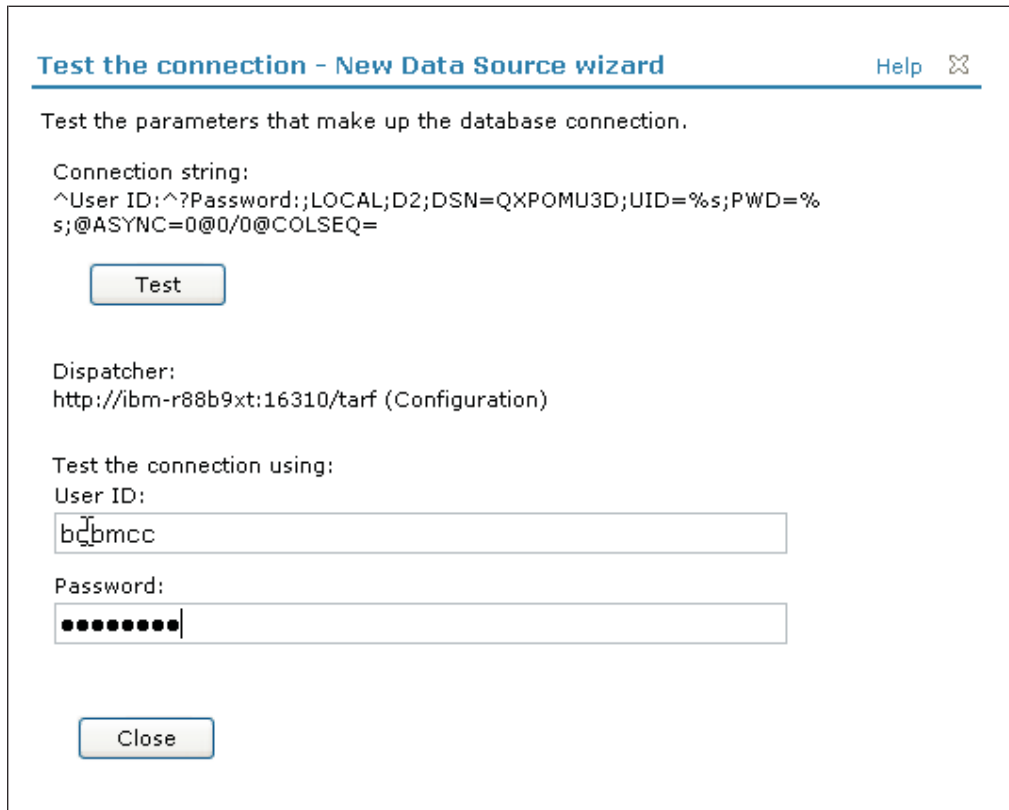 Test the connection - New Data Source wizard Help
Test the parameters that make up the database connection.
Connection string:
^User ID:^?Password:;LOCAL;D2;DSN=QXPOMU3D;UID=%s;PWD=%
s;@ASYNC=0@0/0@COLSEQ=
Test
Dispatcher:
http://ibm-r88b9xt:16310/tarf (Configuration)
Test the connection using:
User ID:
Password:
••••••••
Close